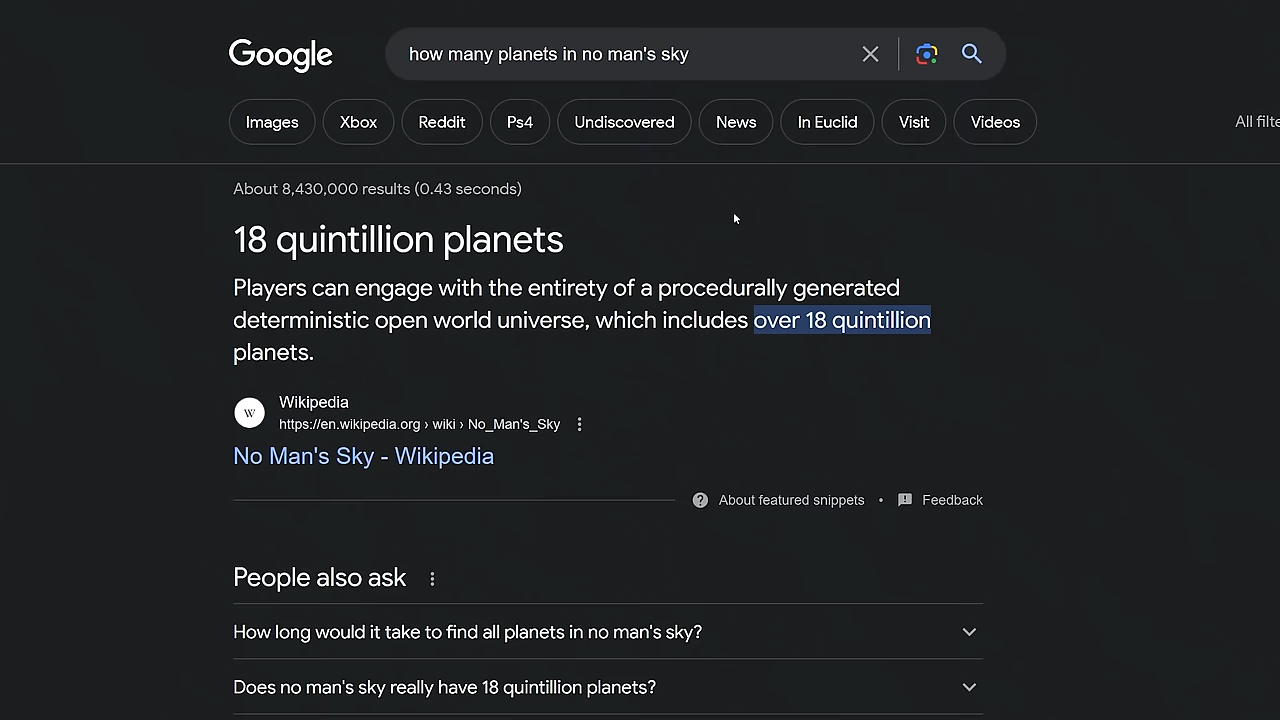 Google
how many planets in no man's sky
Images
Xbox
Reddit
Ps4
Undiscovered
News
In Euclid
Visit
Videos
All filte
About 8,430,000 results (0.43 seconds)
18 quintillion planets
Players can engage with the entirety of a procedurally generated
deterministic open world universe, which includes over 18 quintillion
planets.
W
Wikipedia
https://en.wikipedia.org › wiki › No_Man's_Sky
No Man's Sky - Wikipedia
About featured snippets • Feedback
People also ask
How long would it take to find all planets in no man's sky?
Does no man's sky really have 18 quintillion planets?